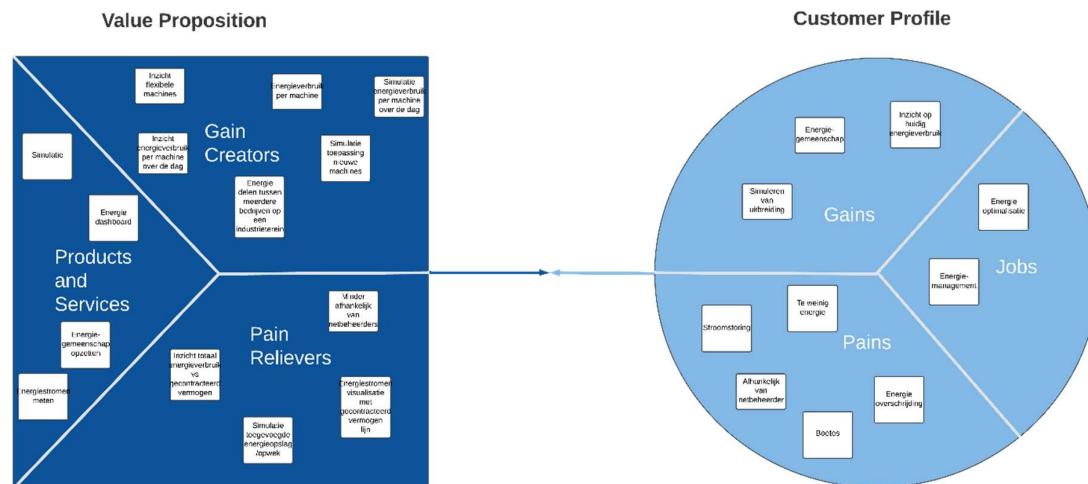 Value Proposition
Customer Profile
Inzicht
flexibele
machines
Energieverbruik
per machine
Simulatie
energieverbruik
per machine
over de dag
Simulatie
Inzicht
energieverbruik
per machine
over de dag
Gain
Creators
Simulatie
toepassing
nieuwe
machines
Energie
dashboard
Energie
delen tussen
meerdere
bedrijven op
een
industrieterein
Products
and
Services
Energie-
gemeenschap
opzetten
Energiestromen
meten
Minder
afhankelijk
van
netbeheerders
Pain
Relievers
Inzicht totaal
energieverbruik
vs
gecontracteerd
vermogen
Energiestromen
visualisatie
met
gecontracteerd
vermogen
lijn
Simulatie
toegevoegde
energieopslag
/opwek
Energie-
gemeenschap
Inzicht op
huidig
energieverbruik
Simuleren
van
uitbreiding
Gains
Energie
optimalisatie
Jobs
Energie-
management
Te weinig
energie
Stroomstoring
Pains
Afhankelijk
van
netbeheerder
Energie
overschrijding
Boetes